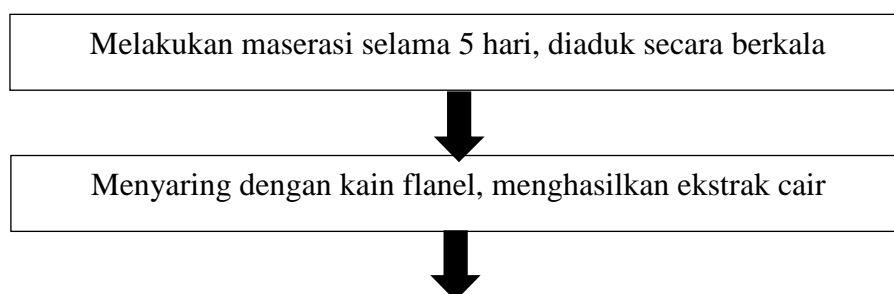 Melakukan maserasi selama 5 hari, diaduk secara berkala
Menyaring dengan kain flanel, menghasilkan ekstrak cair